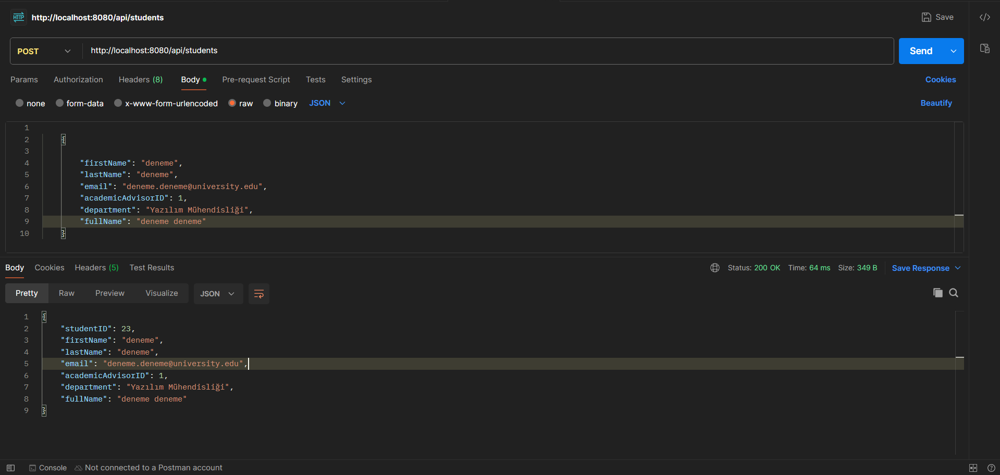 HTTP http://localhost:8080/api/students Save
POST http://localhost:8080/api/students Send
Params Authorization Headers (8) Body Pre-request Script Tests Settings Cookies
none form-data x-www-form-urlencoded raw binary JSON Beautify
1
2 {
3
4 "firstName": "deneme",
5 "lastName": "deneme",
6 "email": "deneme.deneme@university.edu",
7 "academicAdvisorID": 1,
8 "department": "Yazılım Mühendisliği",
9 "fullName": "deneme deneme"
10 }
Body Cookies Headers (5) Test Results Status: 200 OK Time: 64 ms Size: 349 B Save Response
Pretty Raw Preview Visualize JSON
1 {
2 "studentID": 23,
3 "firstName": "deneme",
4 "lastName": "deneme",
5 "email": "deneme.deneme@university.edu",
6 "academicAdvisorID": 1,
7 "department": "Yazılım Mühendisliği",
8 "fullName": "deneme deneme"
9 }
Console Not connected to a Postman account